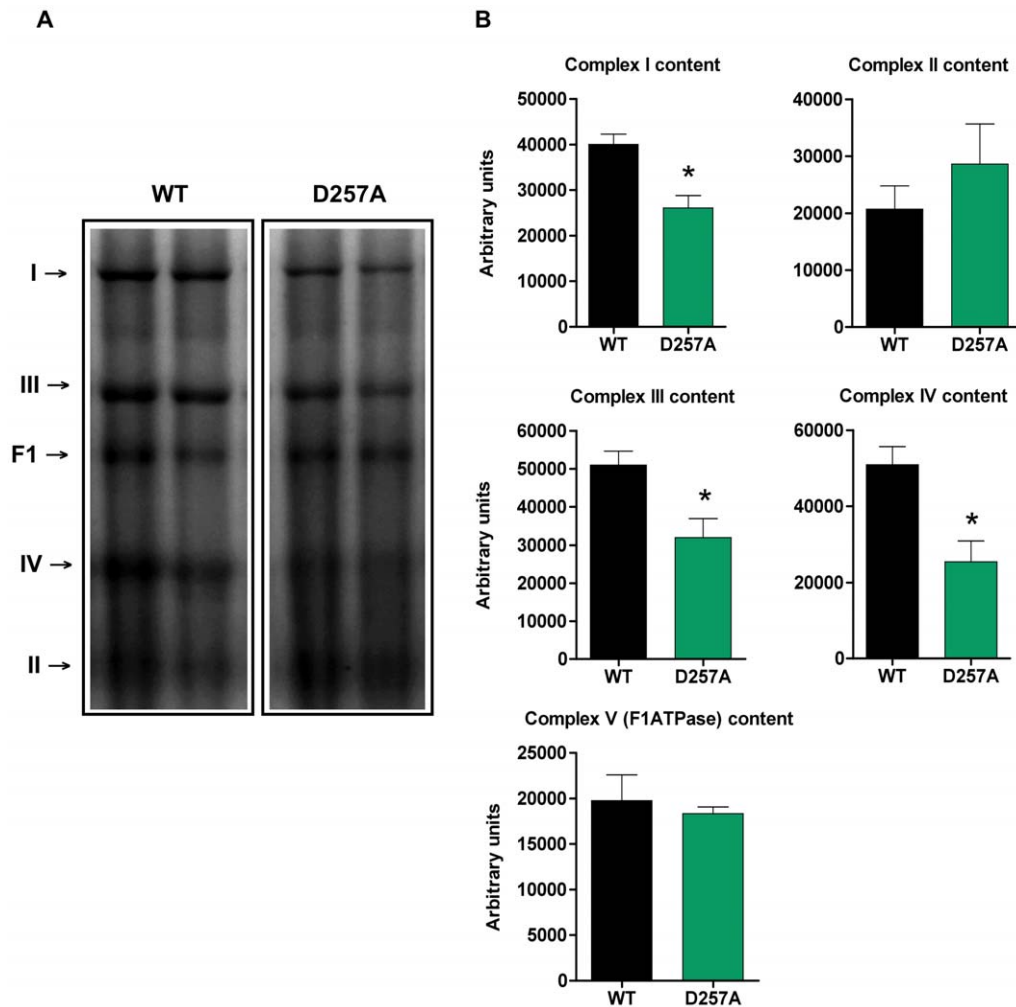 A
WT
D257A
I →
III →
F1 →
IV →
II →
B
Complex I content
Arbitrary units
50000
40000
30000
20000
10000
0
*
WT
D257A
Complex II content
40000
30000
20000
10000
0
WT
D257A
Complex III content
Arbitrary units
60000
50000
40000
30000
20000
10000
0
*
WT
D257A
Complex IV content
60000
40000
20000
0
*
WT
D257A
Complex V (F1ATPase) content
Arbitrary units
25000
20000
15000
10000
5000
0
WT
D257A